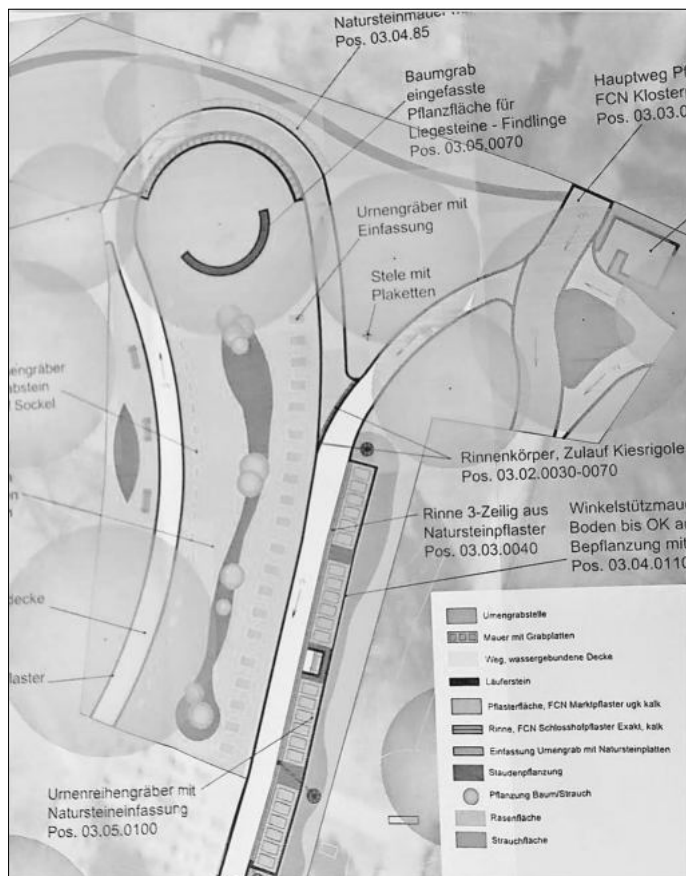 Natursteinmauer
Pos. 03.04.85
Baumgrab
eingefasste
Pflanzfläche für
Liegesteine - Findlinge
Pos. 03.05.0070
Hauptweg
FCN
Pos. 03.03.0
Urnengräber mit
Einfassung
Stele mit
Plaketten
Sockel
Rinnenkörper, Zulauf Kiesrigole
Pos. 03.02.0030-0070
Rinne 3-Zeilig aus
Natursteinpflaster
Pos. 03.03.0040
Boden bis OK
Bepflanzung mit
Pos. 03.04.0110
Urnengrabstelle
Mauer mit Grabplatten
Weg, wassergebundene Decke
Läuferstein
Pflasterfläche, FCN Marktpflaster ugk kalk
Rinne, FCN Schlosshofpflaster Exakt, kalk
Einfassung Urnengrab mit Natursteinplatten
Staudenpflanzung
Pflanzung Baum/Strauch
Rasenfläche
Strauchfläche
Urnenreihengräber mit
Natursteineinfassung
Pos. 03.05.0100